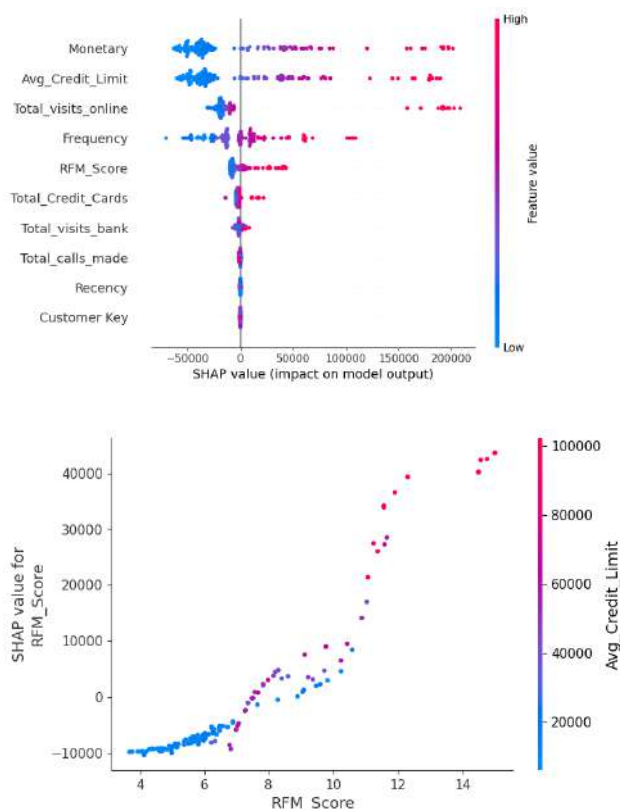 High
Monetary
Avg_Credit_Limit
Total_visits_online
Frequency
RFM_Score
Total_Credit_Cards
Total_visits_bank
Total_calls_made
Recency
Customer Key
Feature value
Low
−50000 0 50000 100000 150000 200000
SHAP value (impact on model output)
40000
30000
20000
10000
0
−10000
SHAP value for
RFM_Score
4 6 8 10 12 14
RFM_Score
100000
80000
60000
40000
20000
Avg_Credit_Limit